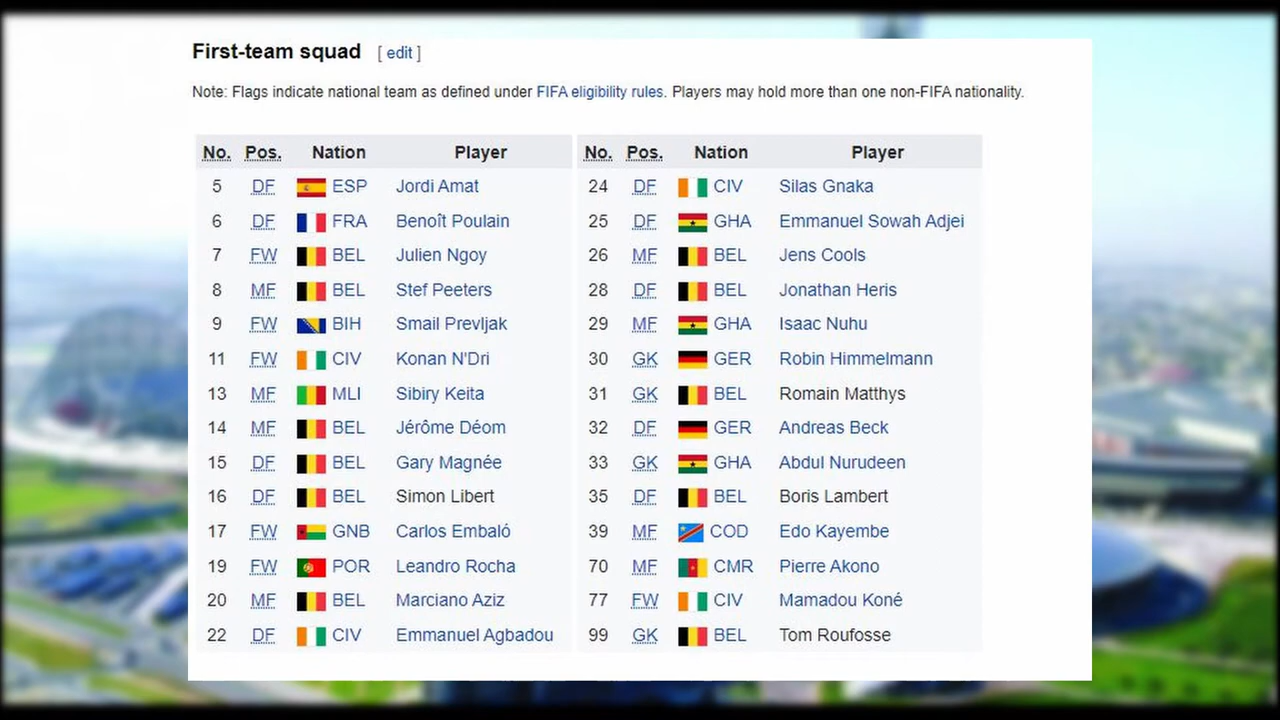 First-team squad [ edit ]
Note: Flags indicate national team as defined under FIFA eligibility rules. Players may hold more than one non-FIFA nationality.
No. Pos. Nation Player
5 DF ESP Jordi Amat
6 DF FRA Benoît Poulain
7 FW BEL Julien Ngoy
8 MF BEL Stef Peeters
9 FW BIH Smail Prevljak
11 FW CIV Konan N'Dri
13 MF MLI Sibiry Keita
14 MF BEL Jérôme Déom
15 DF BEL Gary Magnée
16 DF BEL Simon Libert
17 FW GNB Carlos Embaló
19 FW POR Leandro Rocha
20 MF BEL Marciano Aziz
22 DF CIV Emmanuel Agbadou
No. Pos. Nation Player
24 DF CIV Silas Gnaka
25 DF GHA Emmanuel Sowah Adjei
26 MF BEL Jens Cools
28 DF BEL Jonathan Heris
29 MF GHA Isaac Nuhu
30 GK GER Robin Himmelmann
31 GK BEL Romain Matthys
32 DF GER Andreas Beck
33 GK GHA Abdul Nurudeen
35 DF BEL Boris Lambert
39 MF COD Edo Kayembe
70 MF CMR Pierre Akono
77 FW CIV Mamadou Koné
99 GK BEL Tom Roufosse